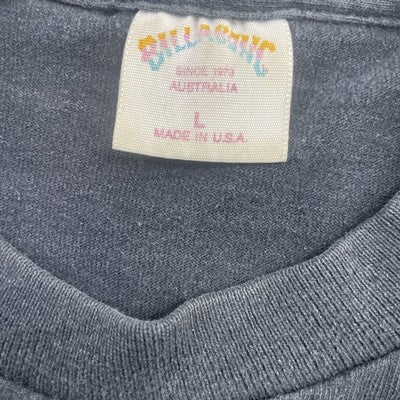 BILLABONG
SINCE 1973
AUSTRALIA
L
MADE IN U.S.A.